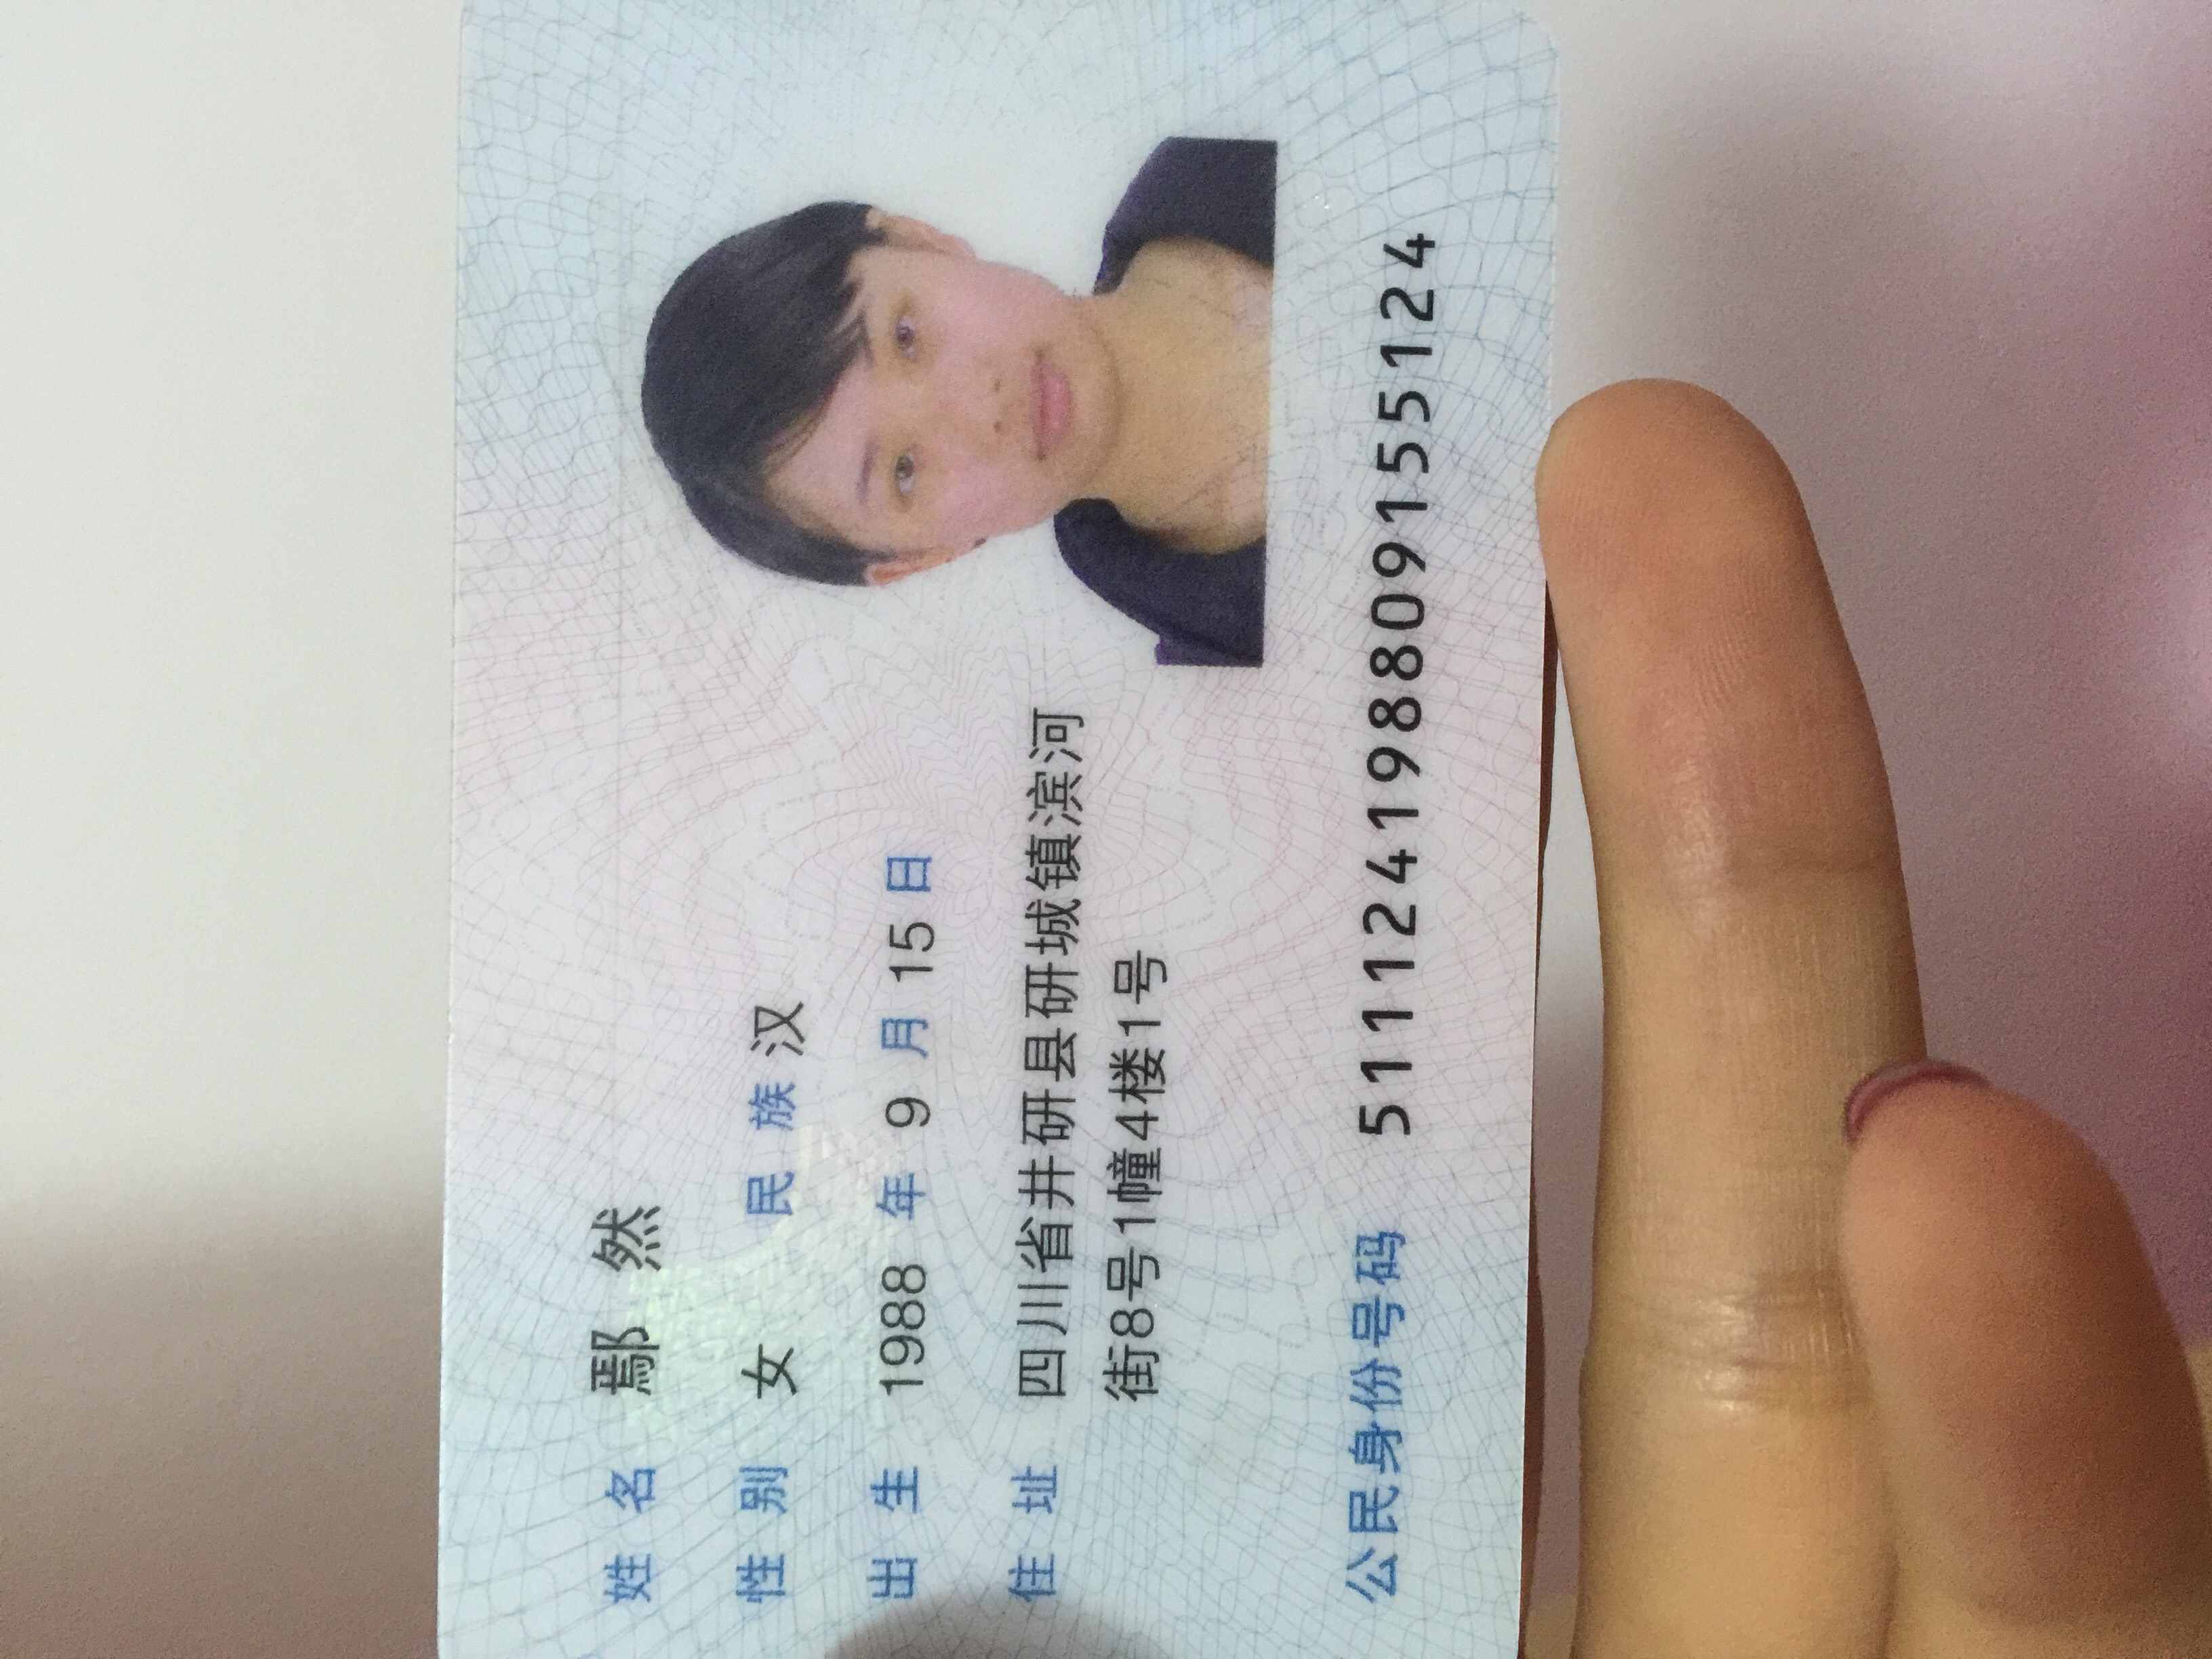 姓名 鄢然
性别 女 民族 汉
出生 1988 年 9 月 15 日
住址 四川省井研县研城镇滨河
街8号1幢4楼1号
公民身份号码 511124198809155124